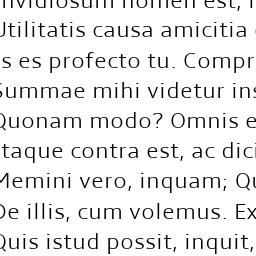 invidiosum nomen est, i
Utilitatis causa amicitia
is es profecto tu. Compr
Summae mihi videtur ins
Quonam modo? Omnis e
Itaque contra est, ac dici
Memini vero, inquam; Qu
De illis, cum volemus. Ex
Quis istud possit, inquit,